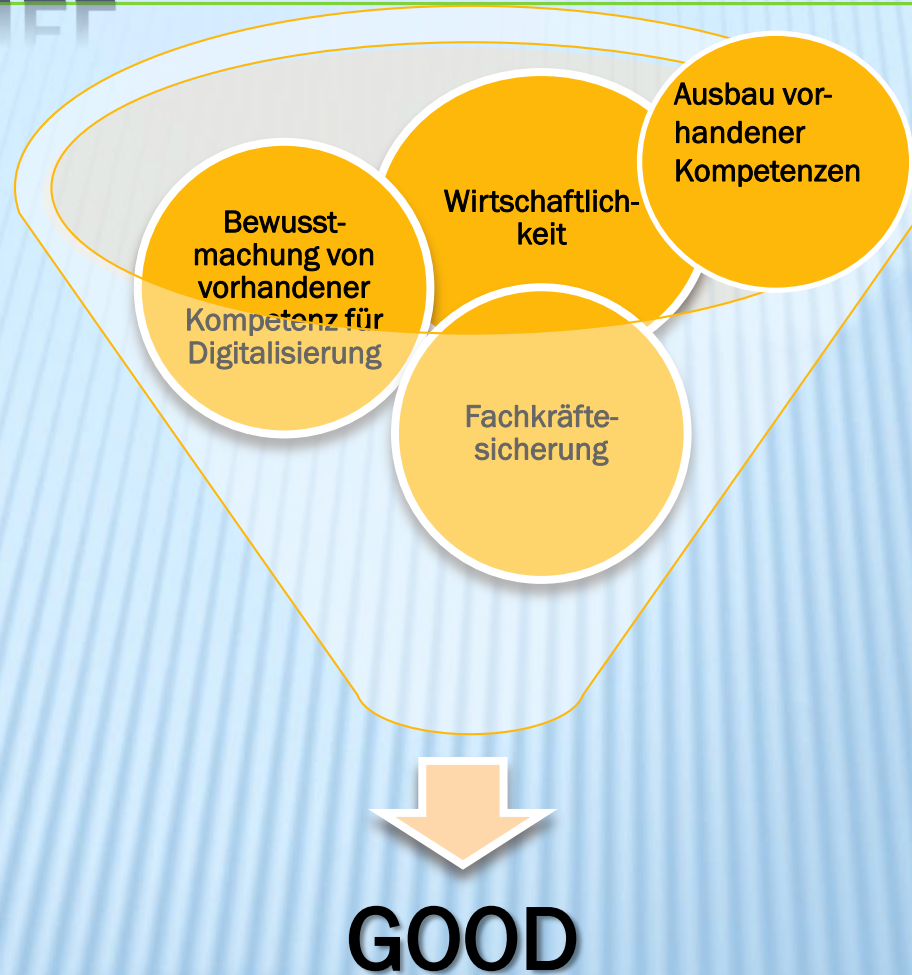 Ausbau vor-
handener
Kompetenzen
Wirtschaftlich-
keit
Bewusst-
machung von
vorhandener
Kompetenz für
Digitalisierung
Fachkräfte-
sicherung
GOOD